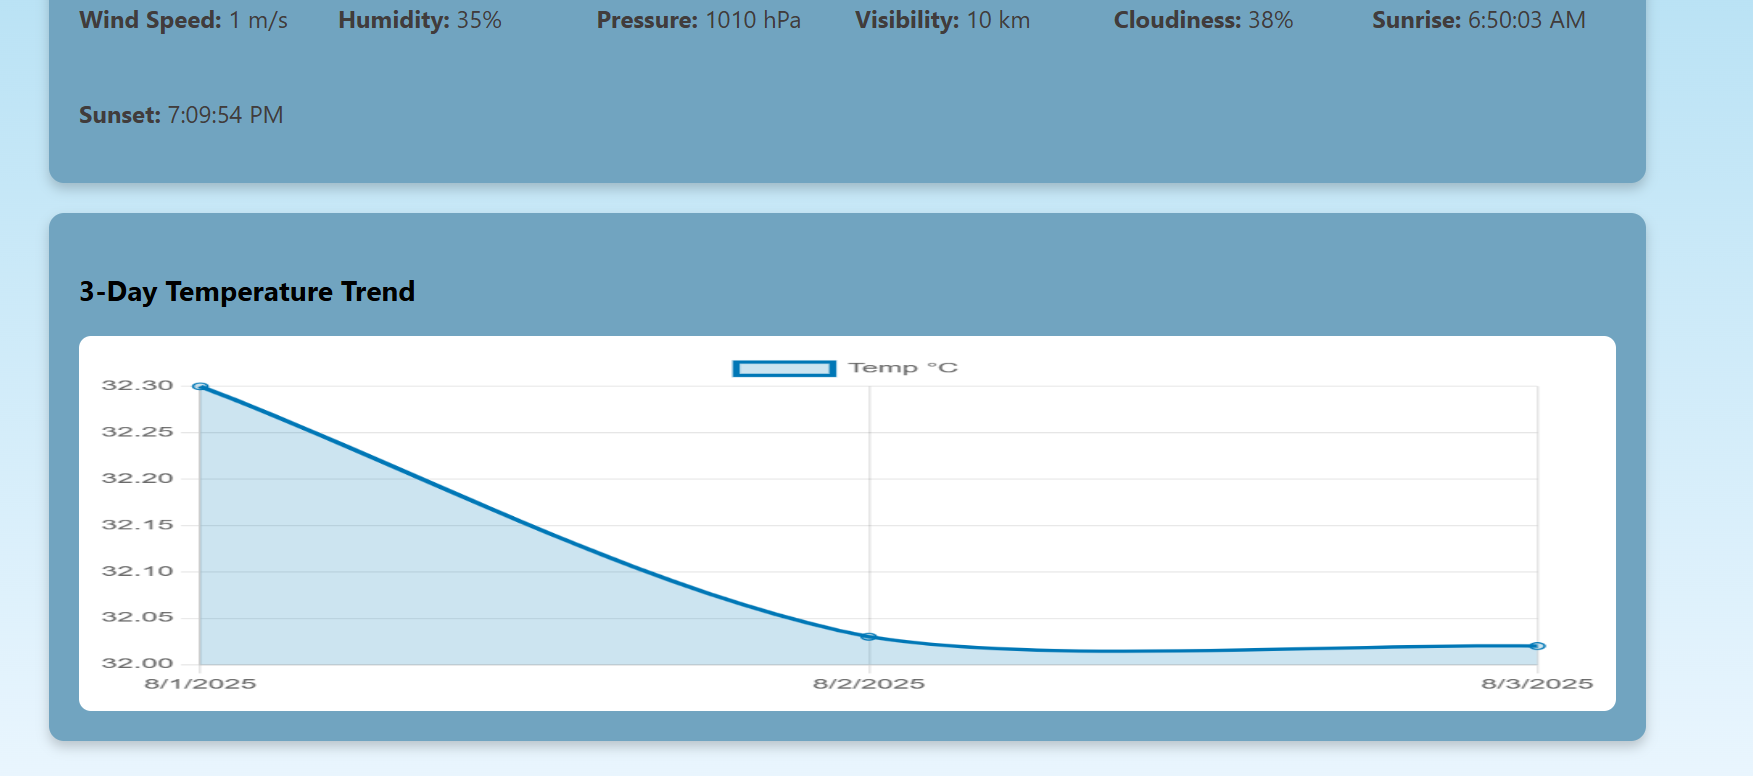 Wind Speed: 1 m/s Humidity: 35% Pressure: 1010 hPa Visibility: 10 km Cloudiness: 38% Sunrise: 6:50:03 AM
Sunset: 7:09:54 PM
3-Day Temperature Trend
Temp °C
32.30
32.25
32.20
32.15
32.10
32.05
32.00
8/1/2025 8/2/2025 8/3/2025